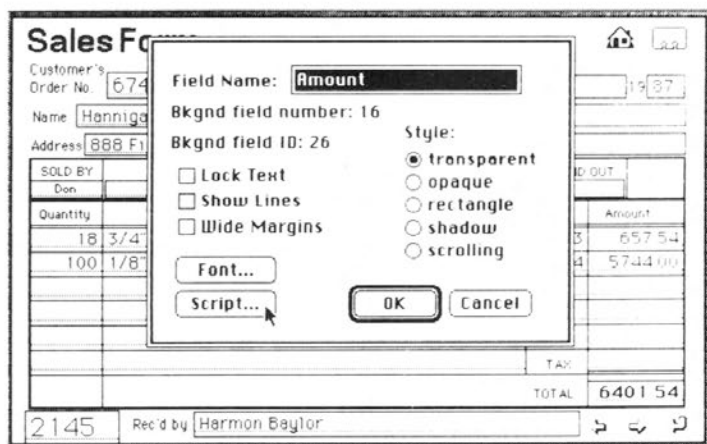 Sales Fo
Customer's
Order No. 674
19 87
Name Hanniga
Address 888 Fi
SOLD BY
OUT
Don
Quantity
Amount
18 3/4"
3 657 54
100 1/8"
4 5744 00
TAX
TOTAL 6401 54
2145 Rec'd by Harmon Baylor
Field Name: Amount
Bkgnd field number: 16
Bkgnd field ID: 26
Lock Text
Show Lines
Wide Margins
Style:
transparent
opaque
rectangle
shadow
scrolling
Font...
Script...
OK
Cancel